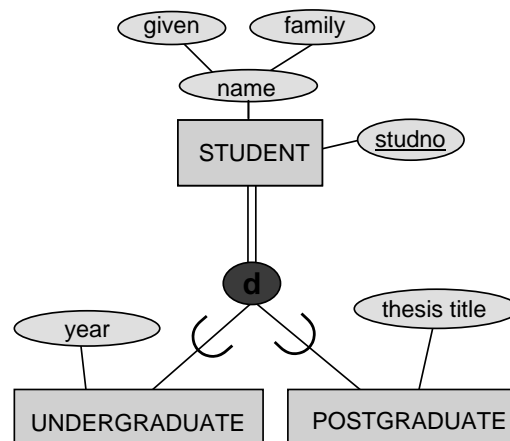 given
family
name
STUDENT
studno
d
year
thesis title
UNDERGRADUATE
POSTGRADUATE